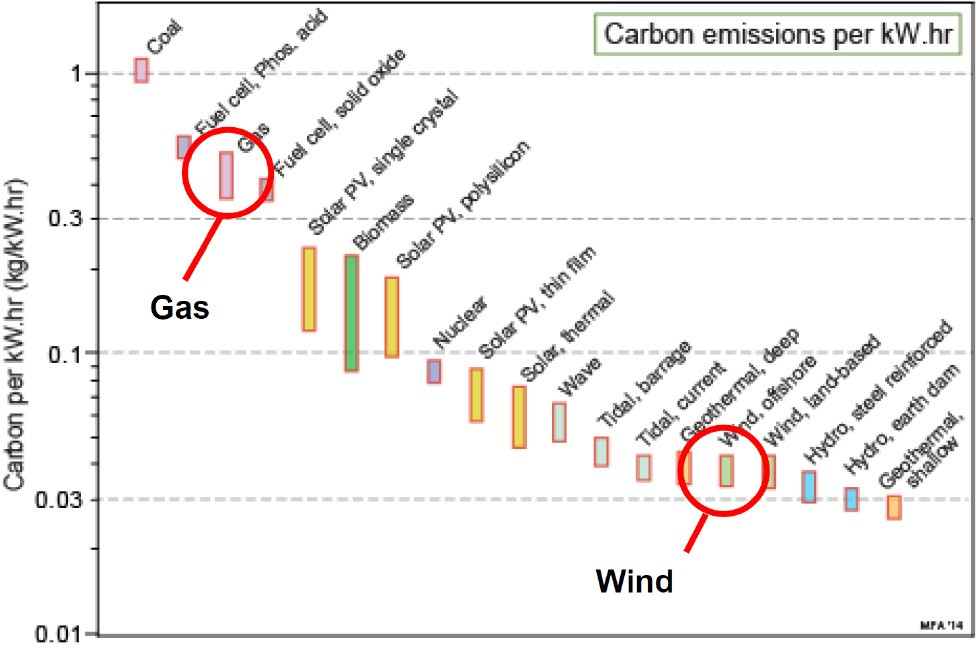 Carbon emissions per kW.hr
Carbon per kW.hr (kg/kW.hr)
1
0.3
0.1
0.03
0.01
Coal
Fuel cell, Phos. acid
Gas
Fuel cell, solid oxide
Solar PV, single crystal
Biomass
Solar PV, polysilicon
Nuclear
Solar PV, thin film
Solar, thermal
Wave
Tidal, barrage
Tidal, current
Geothermal, deep
Wind, offshore
Wind, land-based
Hydro, steel reinforced
Hydro, earth dam
Geothermal,
shallow
Gas
Wind
MFA '14